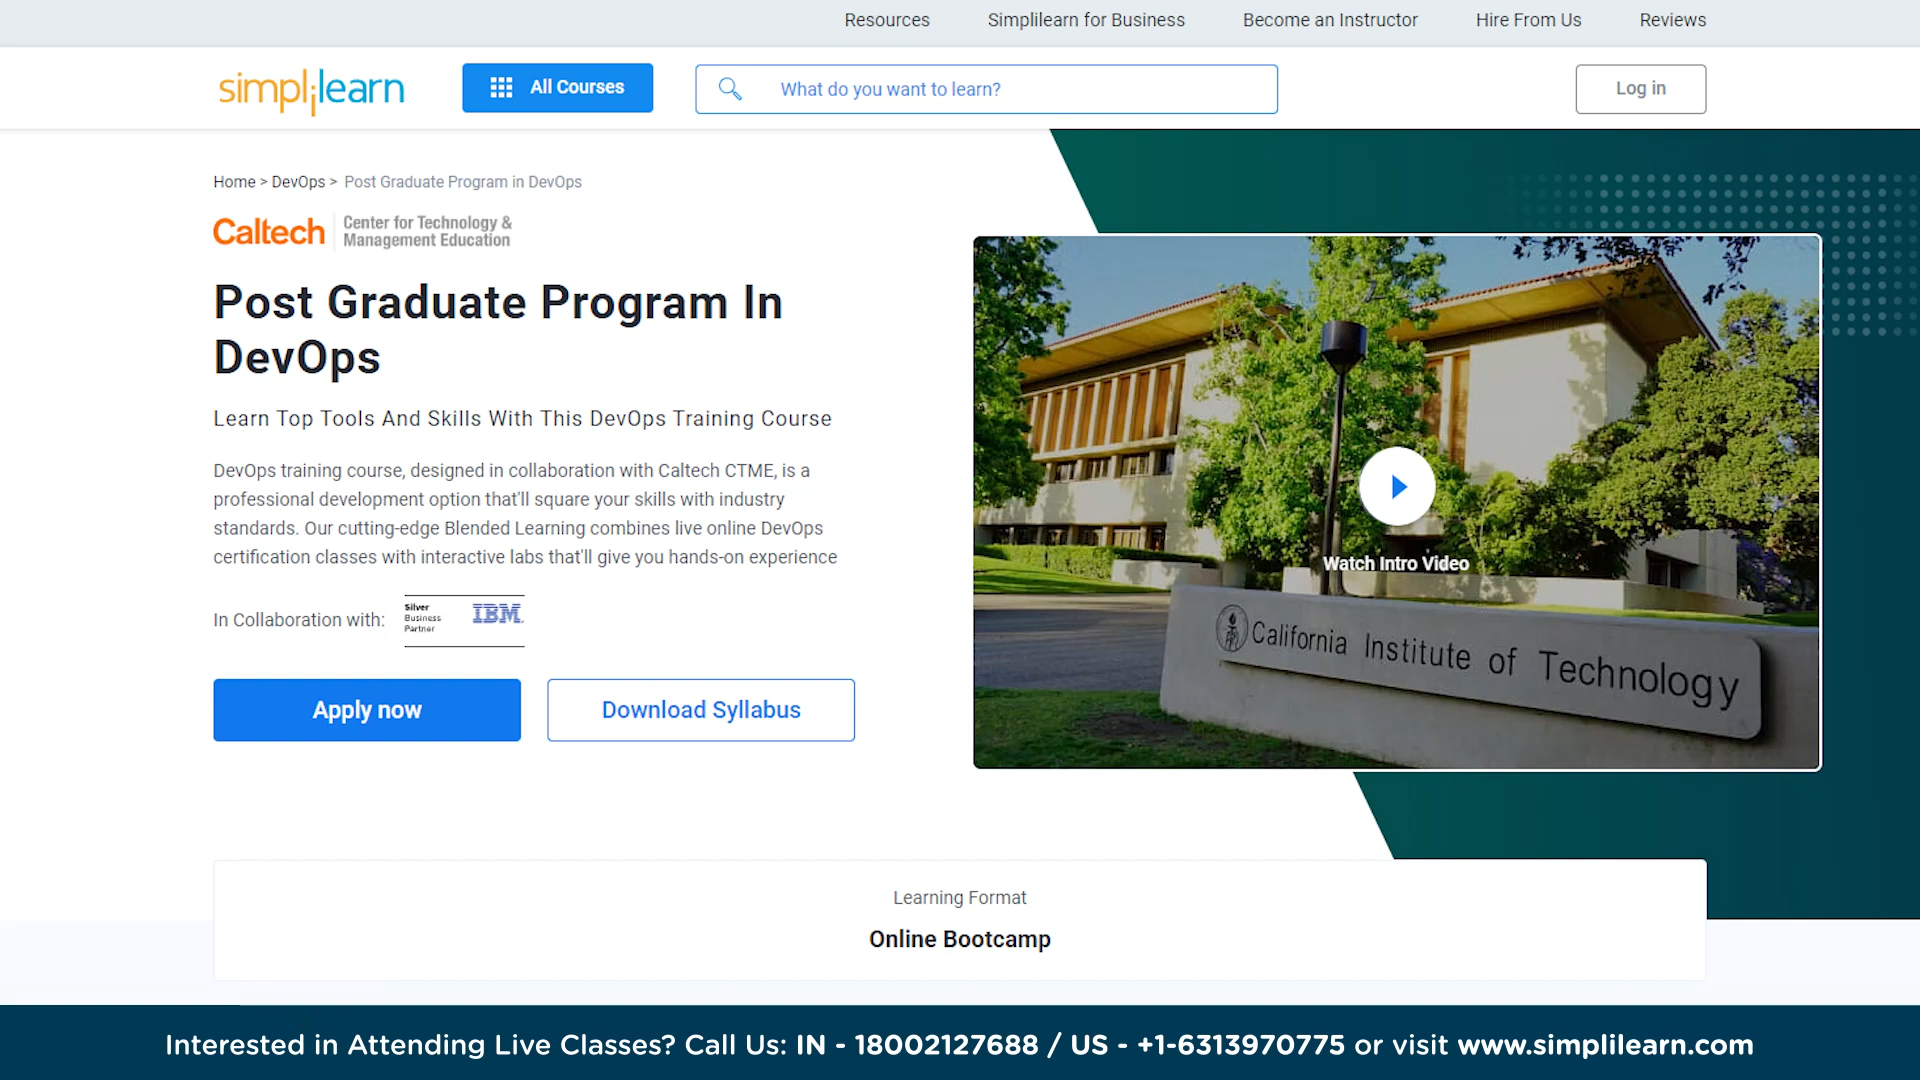 Resources Simplilearn for Business Become an Instructor Hire From Us Reviews
simplilearn All Courses What do you want to learn? Log in
Home > DevOps > Post Graduate Program in DevOps
Caltech Center for Technology &
Management Education
Post Graduate Program In
DevOps
Learn Top Tools And Skills With This DevOps Training Course
DevOps training course, designed in collaboration with Caltech CTME, is a
professional development option that'll square your skills with industry
standards. Our cutting-edge Blended Learning combines live online DevOps
certification classes with interactive labs that'll give you hands-on experience
In Collaboration with:
Silver
Business
Partner
IBM
Apply now Download Syllabus
Watch Intro Video
California Institute of Technology
Learning Format
Online Bootcamp
Interested in Attending Live Classes? Call Us: IN - 18002127688 / US - +1-6313970775 or visit www.simplilearn.com